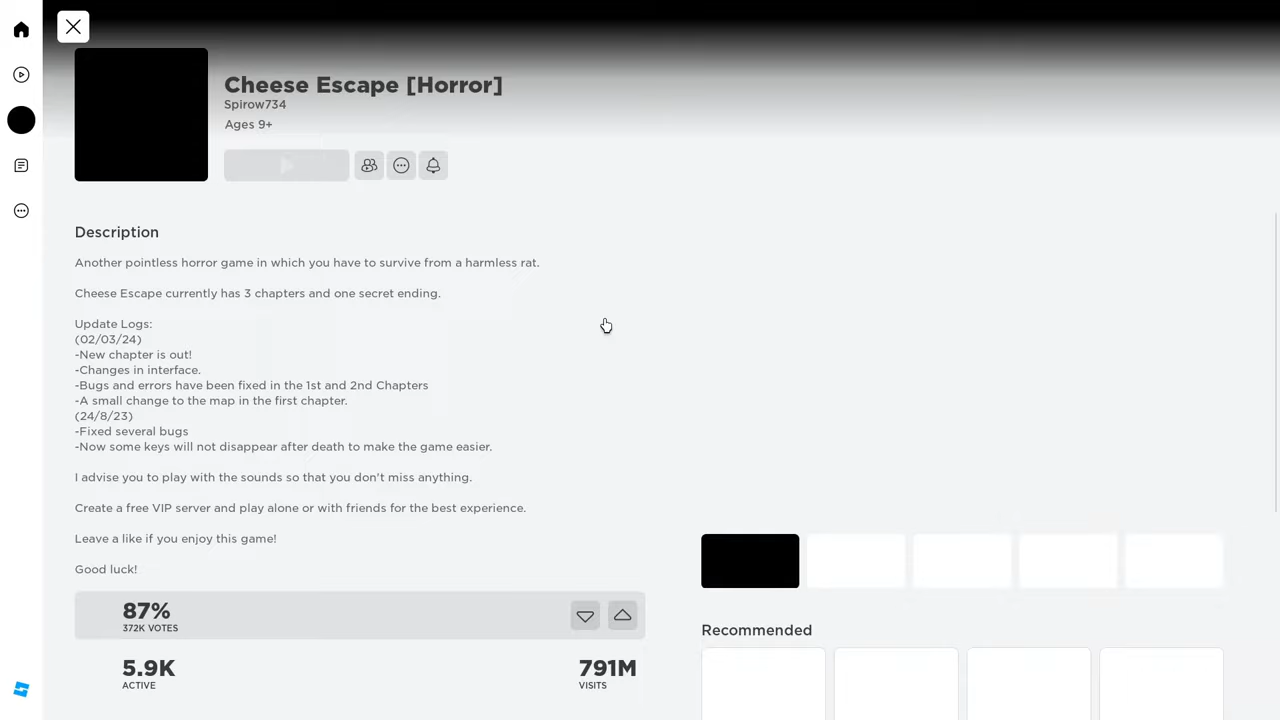 Cheese Escape [Horror]
Spirow734
Ages 9+
Description
Another pointless horror game in which you have to survive from a harmless rat.
Cheese Escape currently has 3 chapters and one secret ending.
Update Logs:
(02/03/24)
-New chapter is out!
-Changes in interface.
-Bugs and errors have been fixed in the 1st and 2nd Chapters
-A small change to the map in the first chapter.
(24/8/23)
-Fixed several bugs
-Now some keys will not disappear after death to make the game easier.
I advise you to play with the sounds so that you don't miss anything.
Create a free VIP server and play alone or with friends for the best experience.
Leave a like if you enjoy this game!
Good luck!
87%
372K VOTES
5.9K
ACTIVE
791M
VISITS
Recommended